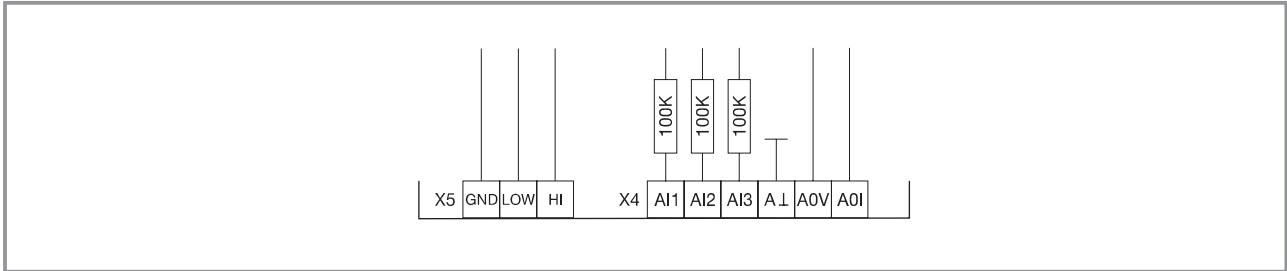 100K 100K 100K
X5 GND LOW HI X4 AI1 AI2 AI3 A⊥ A0V A0I